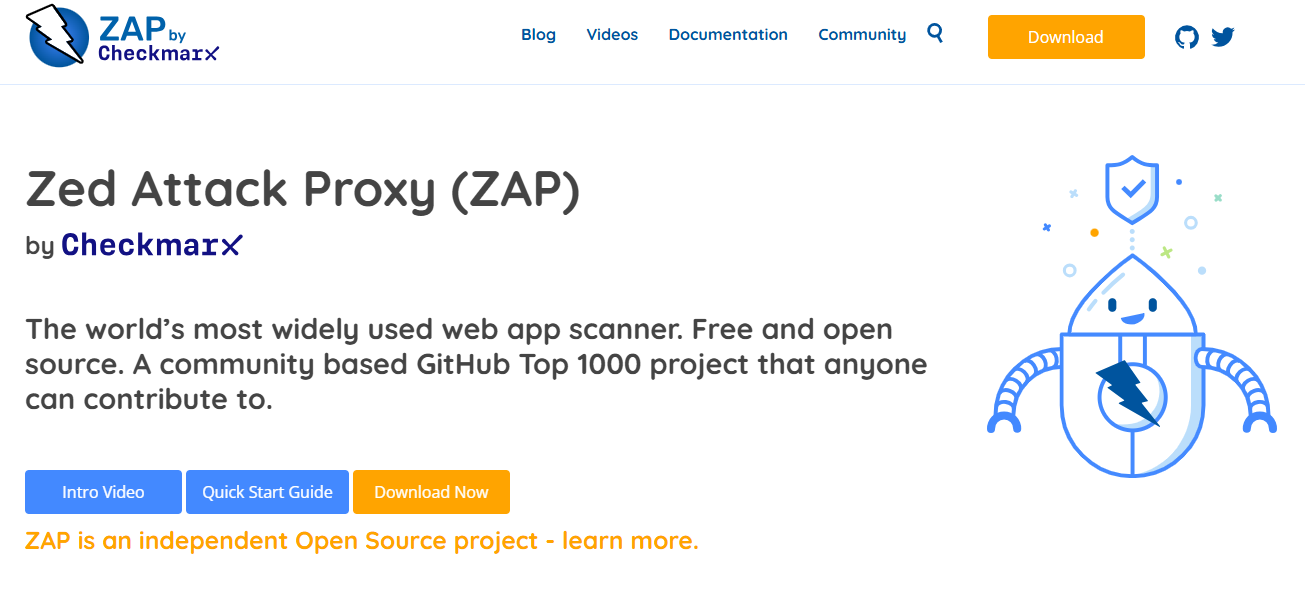 ZAP by
Checkmarx
Blog Videos Documentation Community Download
Zed Attack Proxy (ZAP)
by Checkmarx
The world’s most widely used web app scanner. Free and open
source. A community based GitHub Top 1000 project that anyone
can contribute to.
Intro Video Quick Start Guide Download Now
ZAP is an independent Open Source project - learn more.